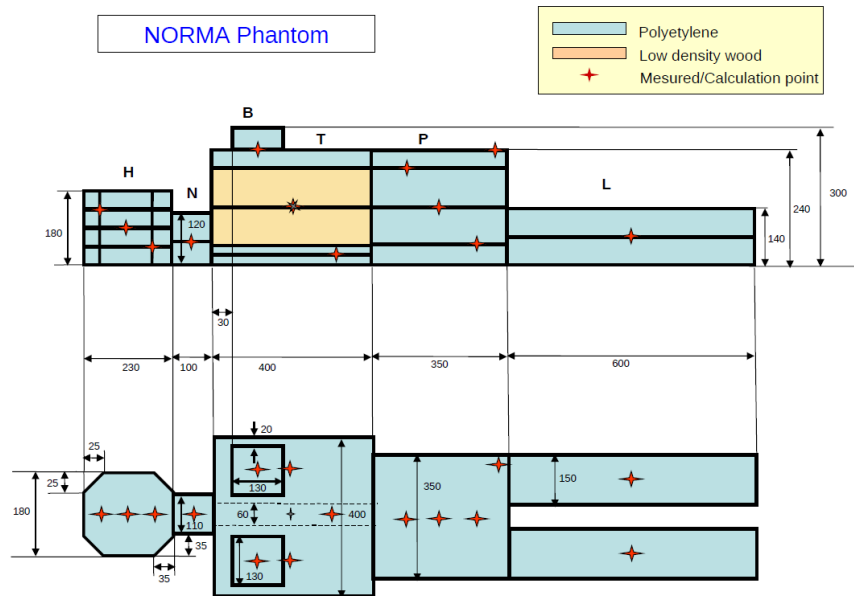 NORMA Phantom
Polyetylene
Low density wood
Mesured/Calculation point
B
T
P
H
N
L
180
120
300
240
140
30
230
100
400
350
600
20
25
25
130
350
150
180
110
60
400
35
130
35